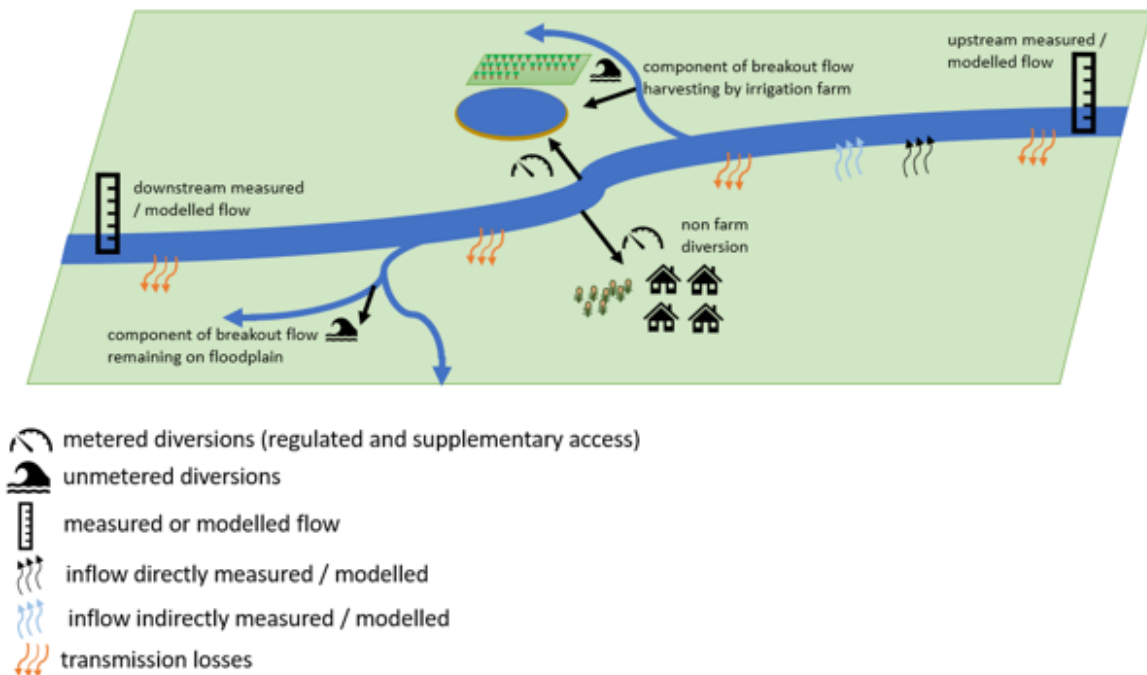 upstream measured /
modelled flow
component of breakout flow
harvesting by irrigation farm
downstream measured
/ modelled flow
non farm
diversion
component of breakout flow
remaining on floodplain
metered diversions (regulated and supplementary access)
unmetered diversions
measured or modelled flow
inflow directly measured / modelled
inflow indirectly measured / modelled
transmission losses